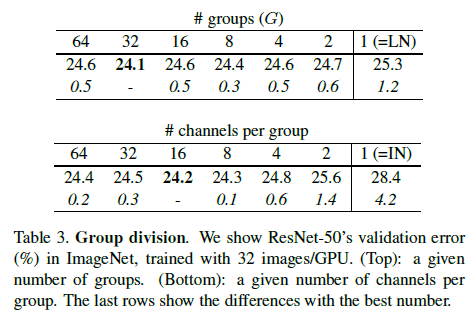 # groups (G)
64 32 16 8 4 2 1 (=LN)
24.6 24.1 24.6 24.4 24.6 24.7 25.3
0.5 - 0.5 0.3 0.5 0.6 1.2
# channels per group
64 32 16 8 4 2 1 (=IN)
24.4 24.5 24.2 24.3 24.8 25.6 28.4
0.2 0.3 - 0.1 0.6 1.4 4.2
Table 3. Group division. We show ResNet-50's validation error
(%) in ImageNet, trained with 32 images/GPU. (Top): a given
number of groups. (Bottom): a given number of channels per
group. The last rows show the differences with the best number.